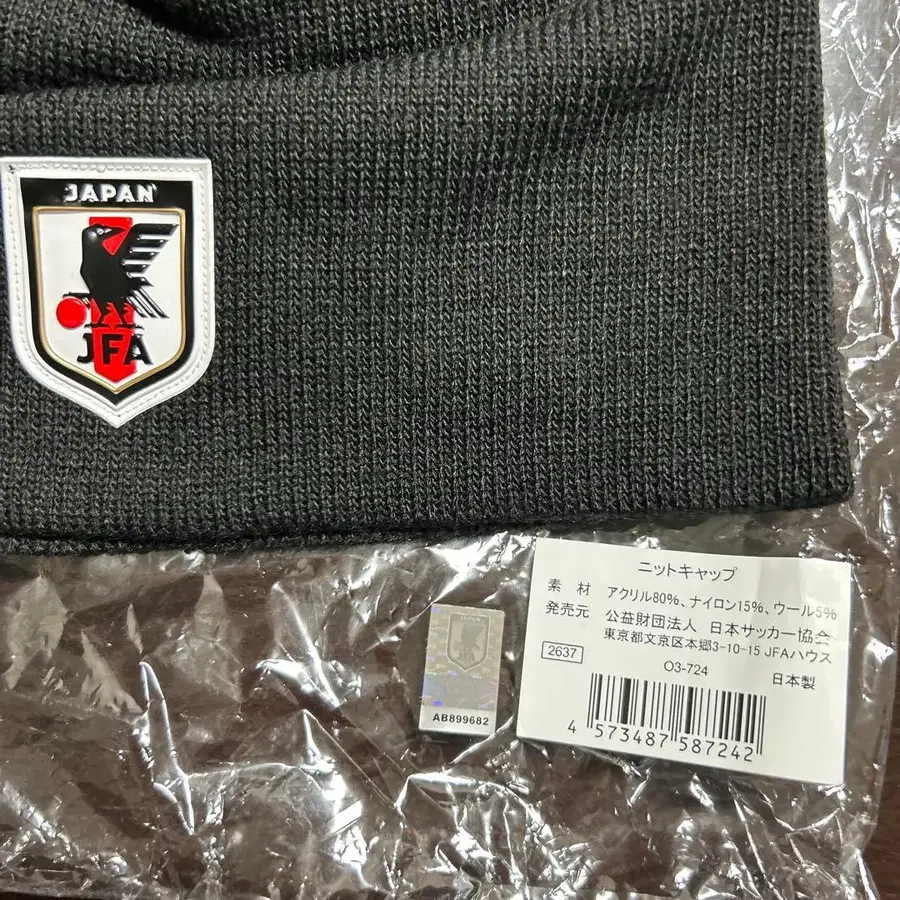 JAPAN
JFA
ニットキャップ
素 材 アクリル80%、ナイロン15%、ウール5%
発売元 公益財団法人 日本サッカー協会
東京都文京区本郷3-10-15 JFAハウス
2637 O3-724 日本製
4 573487 587242
AB899682